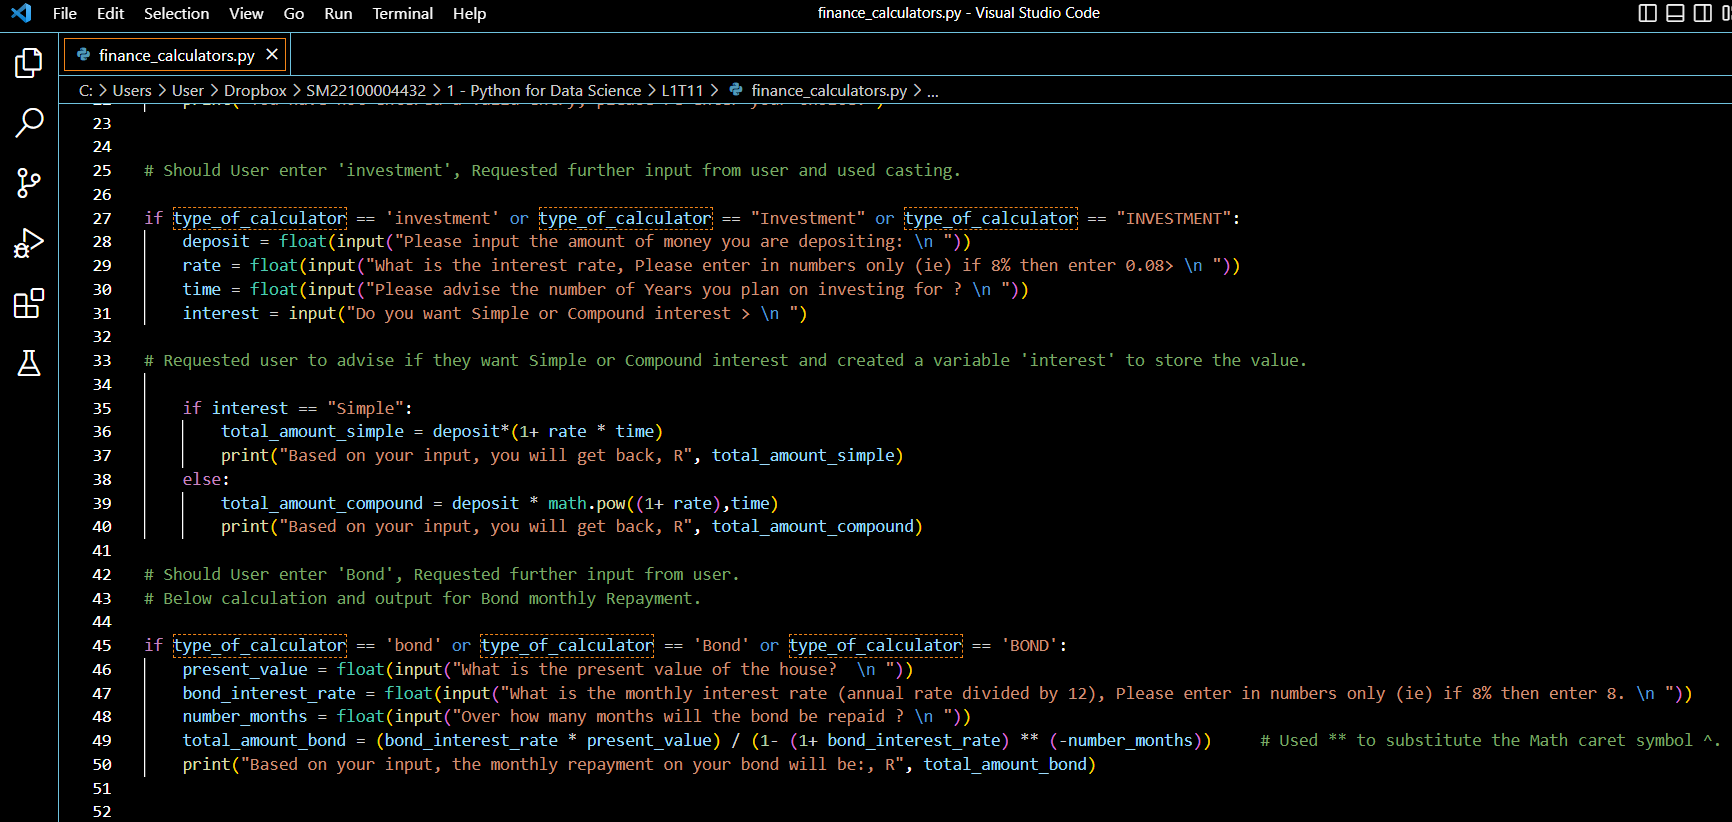 File Edit Selection View Go Run Terminal Help
finance_calculators.py - Visual Studio Code
finance_calculators.py
C: > Users > User > Dropbox > SM22100004432 > 1 - Python for Data Science > L1T11 > finance_calculators.py > ...
23
24
25 # Should User enter 'investment', Requested further input from user and used casting.
26
27 if type_of_calculator == 'investment' or type_of_calculator == "Investment" or type_of_calculator == "INVESTMENT":
28 deposit = float(input("Please input the amount of money you are depositing: \n "))
29 rate = float(input("What is the interest rate, Please enter in numbers only (ie) if 8% then enter 0.08> \n "))
30 time = float(input("Please advise the number of Years you plan on investing for ? \n "))
31 interest = input("Do you want Simple or Compound interest > \n ")
32
33 # Requested user to advise if they want Simple or Compound interest and created a variable 'interest' to store the value.
34
35 if interest == "Simple":
36 total_amount_simple = deposit*(1+ rate * time)
37 print("Based on your input, you will get back, R", total_amount_simple)
38 else:
39 total_amount_compound = deposit * math.pow((1+ rate),time)
40 print("Based on your input, you will get back, R", total_amount_compound)
41
42 # Should User enter 'Bond', Requested further input from user.
43 # Below calculation and output for Bond monthly Repayment.
44
45 if type_of_calculator == 'bond' or type_of_calculator == 'Bond' or type_of_calculator == 'BOND':
46 present_value = float(input("What is the present value of the house?  \n "))
47 bond_interest_rate = float(input("What is the monthly interest rate (annual rate divided by 12), Please enter in numbers only (ie) if 8% then enter 8. \n "))
48 number_months = float(input("Over how many months will the bond be repaid ? \n "))
49 total_amount_bond = (bond_interest_rate * present_value) / (1- (1+ bond_interest_rate) ** (-number_months)) # Used ** to substitute the Math caret symbol ^.
50 print("Based on your input, the monthly repayment on your bond will be:, R", total_amount_bond)
51
52